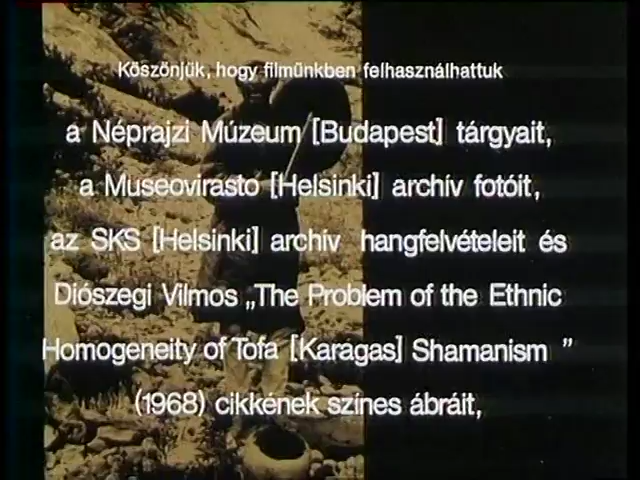 Köszönjük, hogy filmünkben felhasználhattuk
a Néprajzi Múzeum [Budapest] tárgyait,
a Museovirasto [Helsinki] archív fotóit,
az SKS [Helsinki] archív hangfelvételeit és
Diószegi Vilmos „The Problem of the Ethnic
Homogeneity of Tofa [Karagas] Shamanism ”
(1968) cikkének színes ábráit,